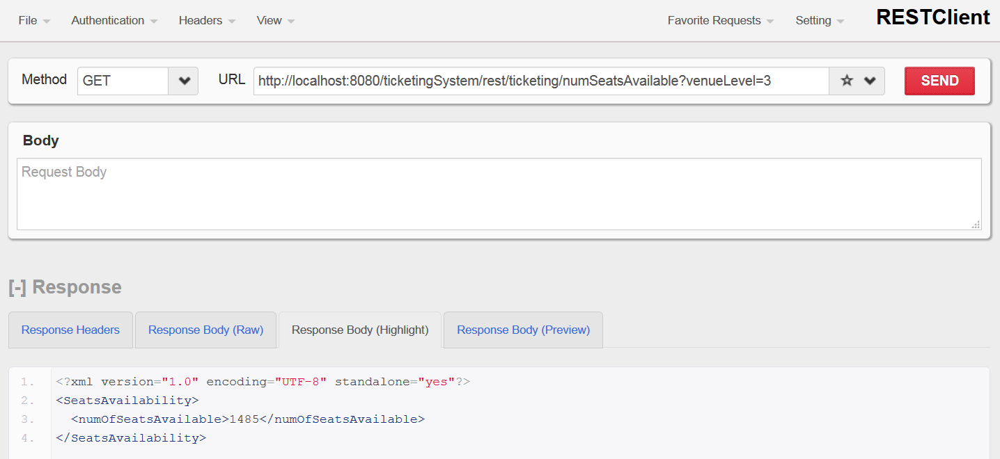 File Authentication Headers View Favorite Requests Setting RESTClient
Method GET URL http://localhost:8080/ticketingSystem/rest/ticketing/numSeatsAvailable?venueLevel=3 SEND
Body
Request Body
[-] Response
Response Headers Response Body (Raw) Response Body (Highlight) Response Body (Preview)
1. <?xml version="1.0" encoding="UTF-8" standalone="yes"?>
2. <SeatsAvailability>
3. <numOfSeatsAvailable>1485</numOfSeatsAvailable>
4. </SeatsAvailability>